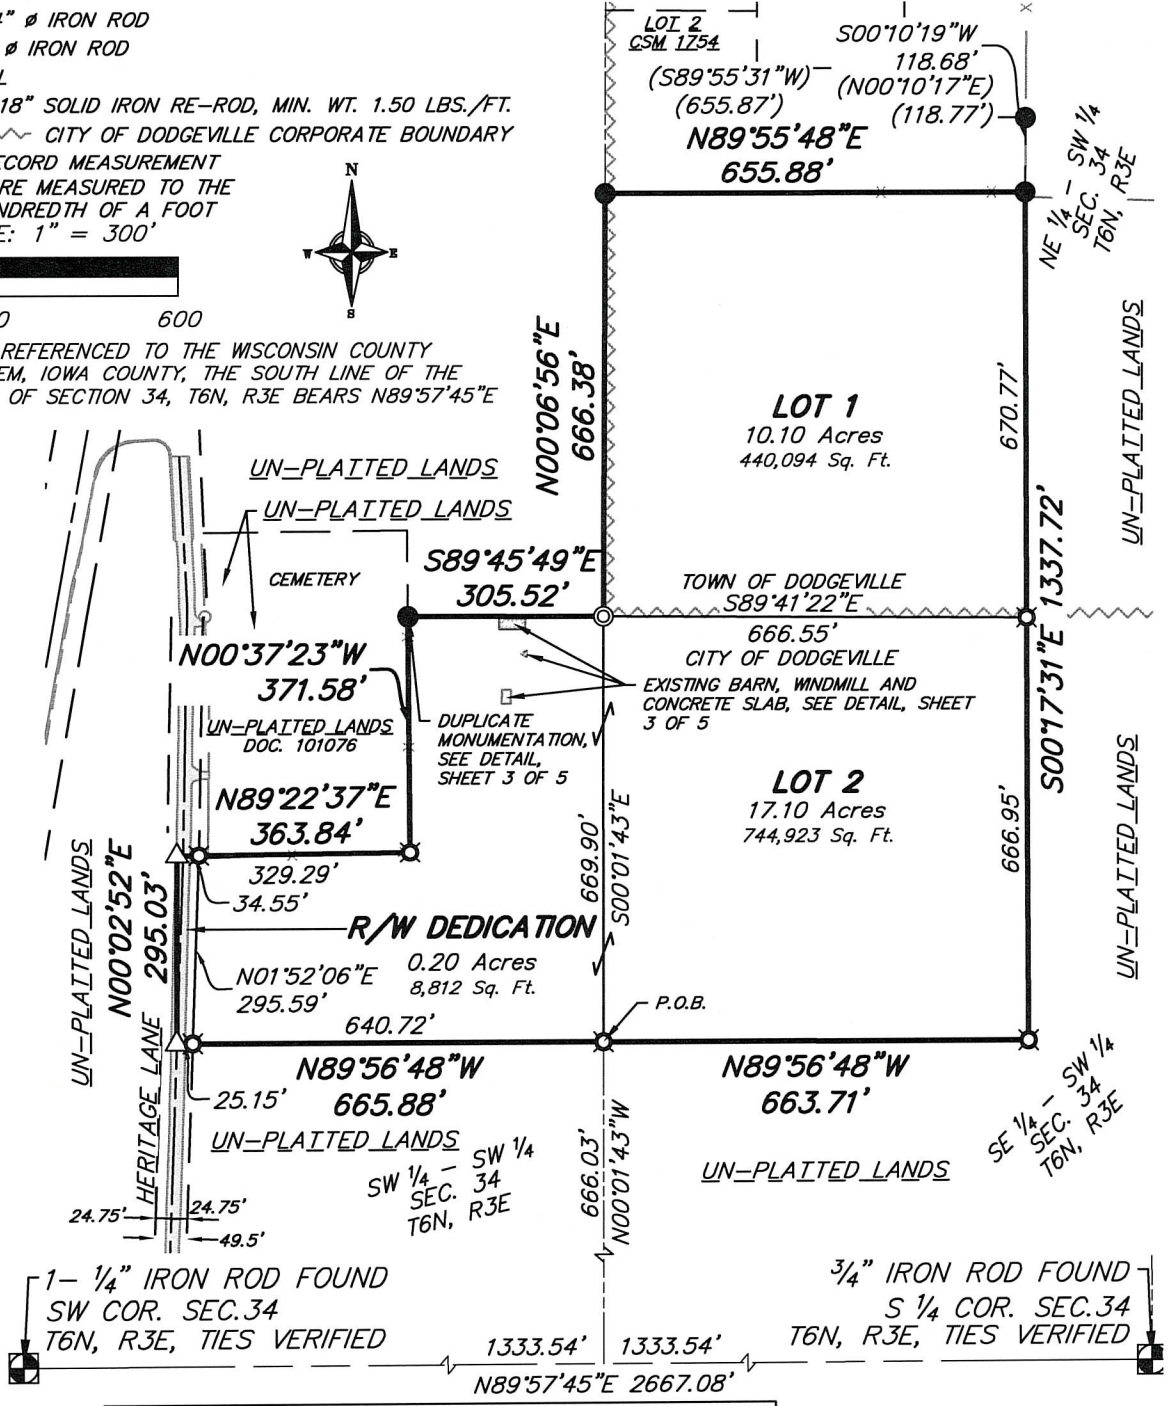 " ø IRON ROD
ø IRON ROD
L
18" SOLID IRON RE-ROD, MIN. WT. 1.50 LBS./FT.
CITY OF DODGEVILLE CORPORATE BOUNDARY
ECORD MEASUREMENT
RE MEASURED TO THE
NDREDTH OF A FOOT
E: 1" = 300'
0 600
REFERENCED TO THE WISCONSIN COUNTY
EM, IOWA COUNTY, THE SOUTH LINE OF THE
OF SECTION 34, T6N, R3E BEARS N89°57'45"E
N
W E
S
LOT 2
CSM 1754
(S89°55'31"W)
(655.87')
N89°55'48"E
655.88'
S00°10'19"W
118.68'
(N00°10'17"E)
(118.77')
NE 1/4 - SW 1/4
SEC. 34
T6N, R3E
N00°06'56"E
666.38'
LOT 1
10.10 Acres
440,094 Sq. Ft.
670.77'
UN-PLATTED LANDS
S00°17'31"E 1337.72'
UN-PLATTED LANDS
UN-PLATTED LANDS
CEMETERY
S89°45'49"E
305.52'
TOWN OF DODGEVILLE
S89°41'22"E
666.55'
CITY OF DODGEVILLE
EXISTING BARN, WINDMILL AND
CONCRETE SLAB, SEE DETAIL, SHEET
3 OF 5
N00°37'23"W
371.58'
UN-PLATTED LANDS
DOC. 101076
DUPLICATE
MONUMENTATION,
SEE DETAIL,
SHEET 3 OF 5
LOT 2
17.10 Acres
744,923 Sq. Ft.
666.95'
UN-PLATTED LANDS
N89°22'37"E
363.84'
329.29'
34.55'
669.90'
S00°01'43"E
UN-PLATTED LANDS
N00°02'52"E
295.03'
R/W DEDICATION
0.20 Acres
8,812 Sq. Ft.
N01°52'06"E
295.59'
640.72'
P.O.B.
N89°56'48"W
665.88'
N89°56'48"W
663.71'
25.15'
HERITAGE LANE
UN-PLATTED LANDS
SW 1/4 - SW 1/4
SEC. 34
T6N, R3E
666.03'
N00°01'43"W
UN-PLATTED LANDS
SE 1/4 - SW 1/4
SEC. 34
T6N, R3E
24.75' 24.75'
49.5'
1- 1/4" IRON ROD FOUND
SW COR. SEC.34
T6N, R3E, TIES VERIFIED
3/4" IRON ROD FOUND
S 1/4 COR. SEC.34
T6N, R3E, TIES VERIFIED
1333.54' 1333.54'
N89°57'45"E 2667.08'